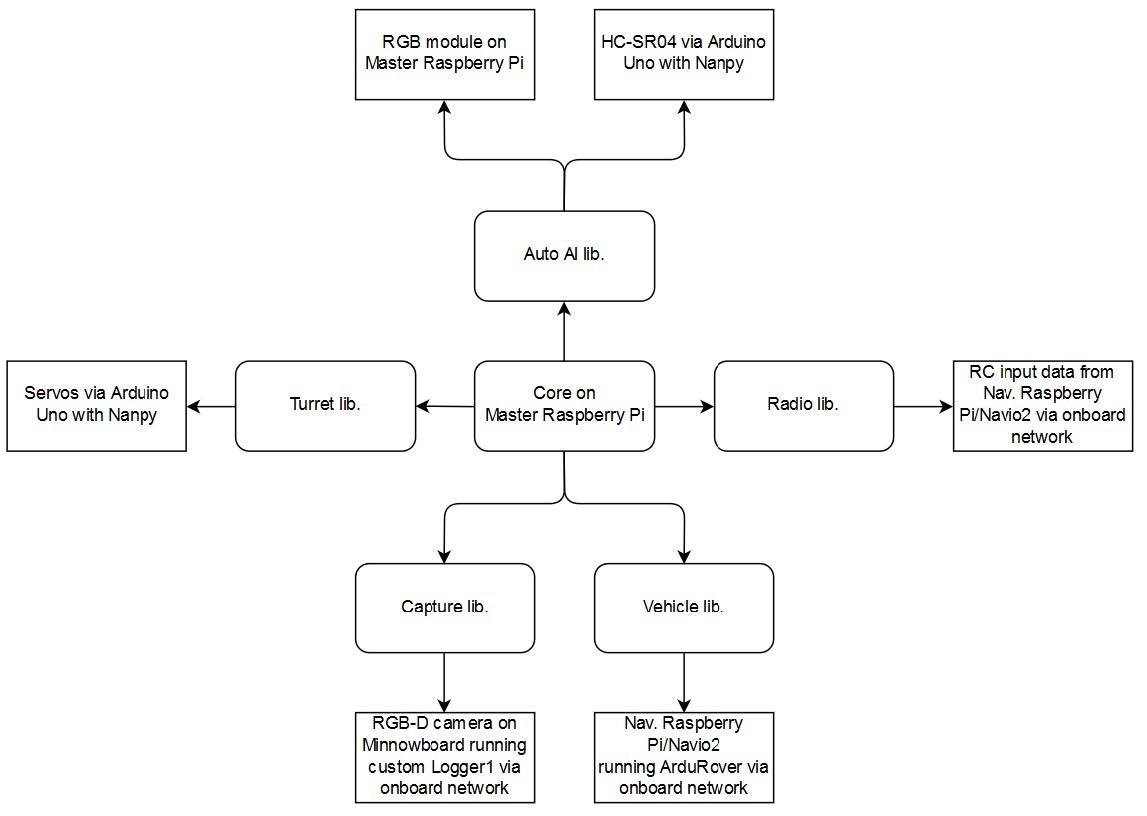 RGB module on
Master Raspberry Pi
HC-SR04 via Arduino
Uno with Nanpy
Auto AI lib.
Servos via Arduino
Uno with Nanpy
Turret lib.
Core on
Master Raspberry Pi
Radio lib.
RC input data from
Nav. Raspberry
Pi/Navio2 via onboard
network
Capture lib.
Vehicle lib.
RGB-D camera on
Minnowboard running
custom Logger1 via
onboard network
Nav. Raspberry
Pi/Navio2
running ArduRover via
onboard network